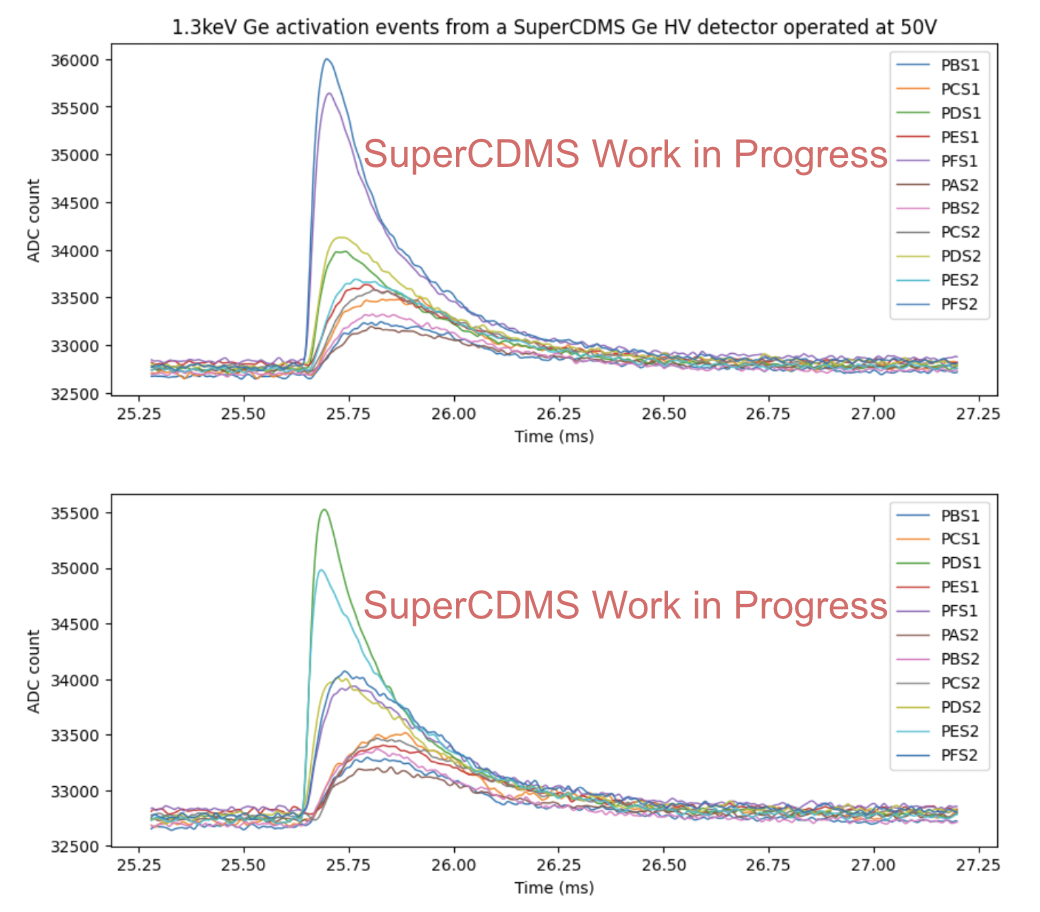 1.3keV Ge activation events from a SuperCDMS Ge HV detector operated at 50V
36000
35500
35000
34500
34000
33500
33000
32500
ADC count
SuperCDMS Work in Progress
PBS1
PCS1
PDS1
PES1
PFS1
PAS2
PBS2
PCS2
PDS2
PES2
PFS2
25.25 25.50 25.75 26.00 26.25 26.50 26.75 27.00 27.25
Time (ms)
35500
35000
34500
34000
33500
33000
32500
ADC count
SuperCDMS Work in Progress
PBS1
PCS1
PDS1
PES1
PFS1
PAS2
PBS2
PCS2
PDS2
PES2
PFS2
25.25 25.50 25.75 26.00 26.25 26.50 26.75 27.00 27.25
Time (ms)